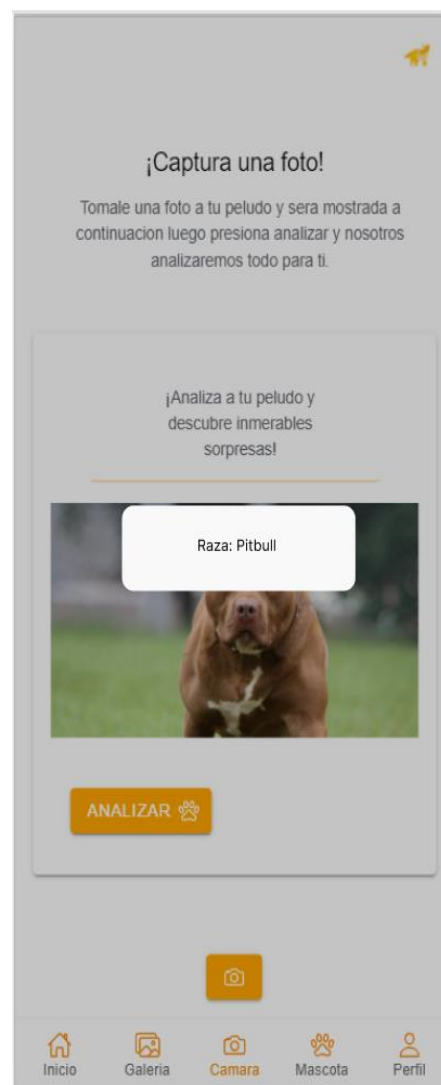 ¡Captura una foto!
Tomale una foto a tu peludo y sera mostrada a
continuacion luego presiona analizar y nosotros
analizaremos todo para ti.
¡Analiza a tu peludo y
descubre inmerables
sorpresas!
Raza: Pitbull
ANALIZAR
Inicio Galeria Camara Mascota Perfil